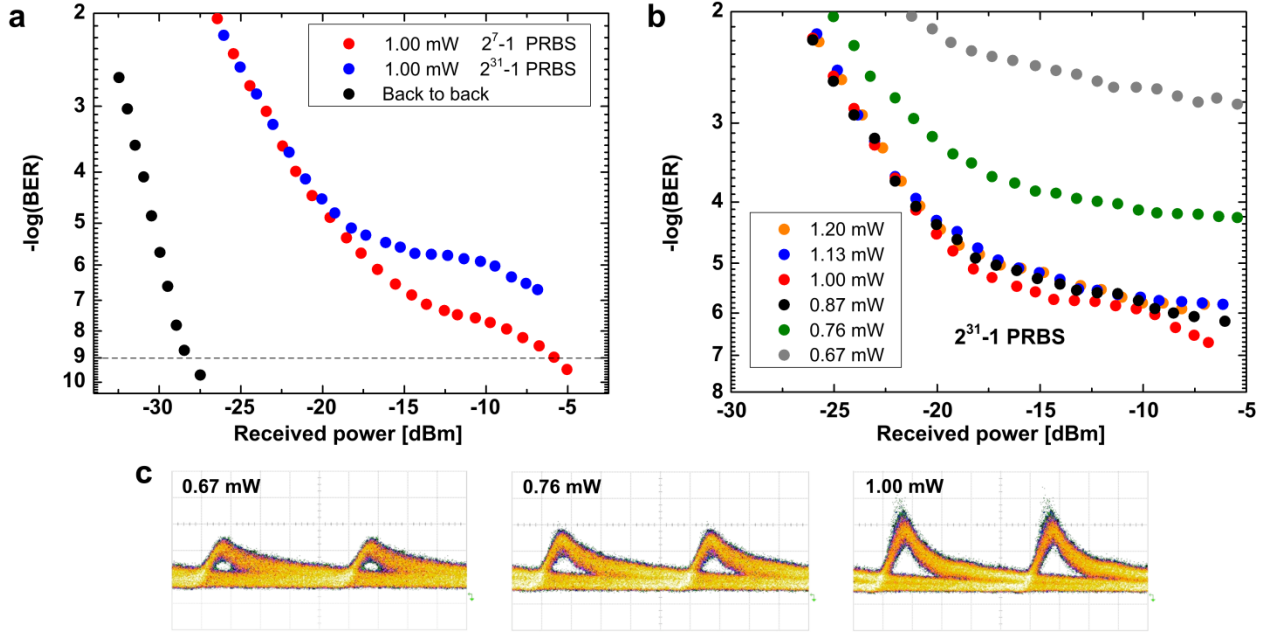 a
2
3
4
5
6
7
8
9
10
-log(BER)
1.00 mW 2^7-1 PRBS
1.00 mW 2^31-1 PRBS
Back to back
-30 -25 -20 -15 -10 -5
Received power [dBm]
b
2
3
4
5
6
7
8
-log(BER)
1.20 mW
1.13 mW
1.00 mW
0.87 mW
0.76 mW
0.67 mW
2^31-1 PRBS
-30 -25 -20 -15 -10 -5
Received power [dBm]
c
0.67 mW
0.76 mW
1.00 mW